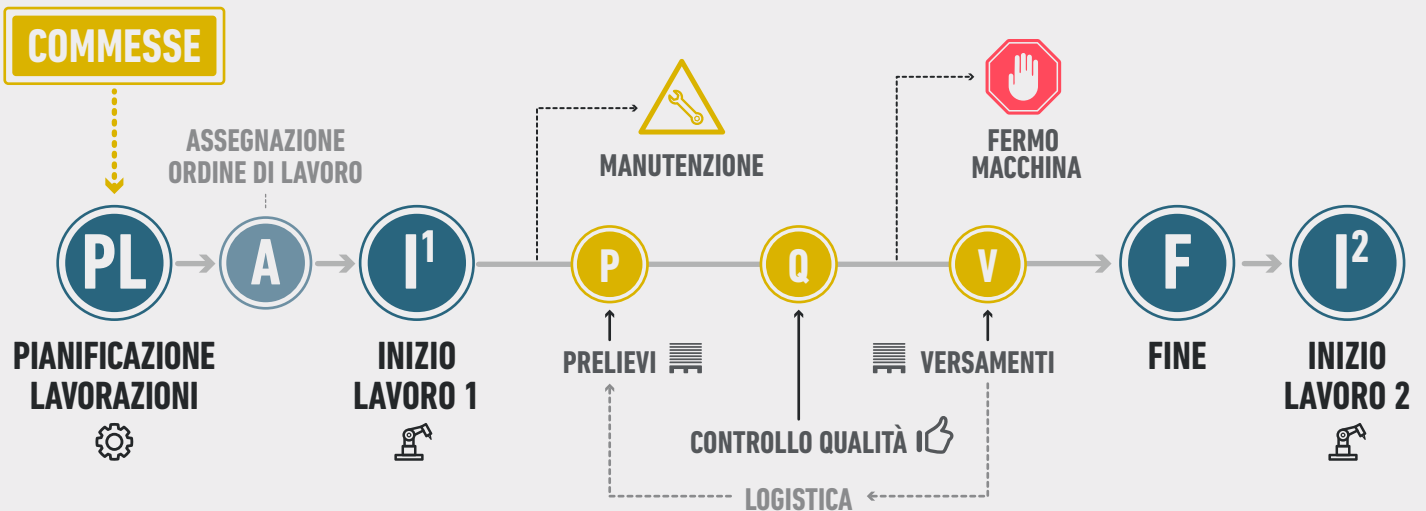 COMMESSE
ASSEGNAZIONE
ORDINE DI LAVORO
MANUTENZIONE
FERMO
MACCHINA
PL
A
I¹
P
Q
V
F
I²
PIANIFICAZIONE
LAVORAZIONI
INIZIO
LAVORO 1
PRELIEVI
VERSAMENTI
FINE
INIZIO
LAVORO 2
CONTROLLO QUALITÀ
LOGISTICA